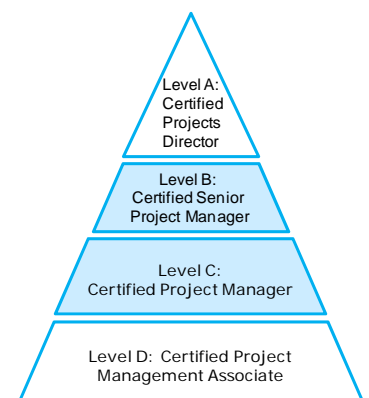 Level A:
Certified
Projects
Director
Level B:
Certified Senior
Project Manager
Level C:
Certified Project Manager
Level D: Certified Project
Management Associate